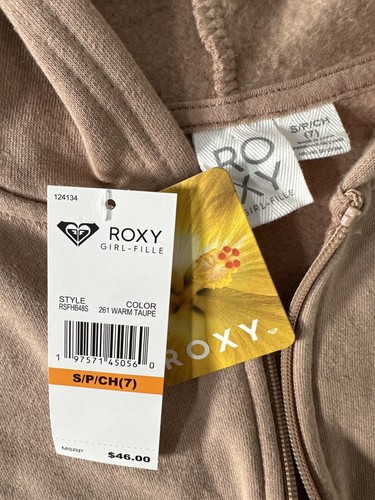 S/P/CH
(7)
RO
XY
GIRL-FILLE
124134
ROXY
GIRL-FILLE
STYLE
RSFHB48S
COLOR
261 WARM TAUPE
1 97571 45056 0
S/P/CH(7)
MSRP
$46.00
ROXY